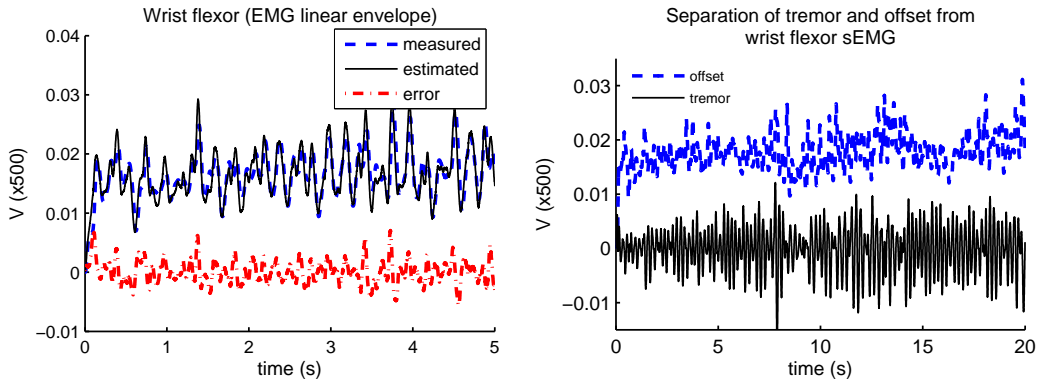 Wrist flexor (EMG linear envelope)
0.04
0.03
0.02
0.01
0
−0.01
V (x500)
measured
estimated
error
0
1
2
3
4
5
time (s)
Separation of tremor and offset from
wrist flexor sEMG
0.03
0.02
0.01
0
−0.01
V (x500)
offset
tremor
0
5
10
15
20
time (s)